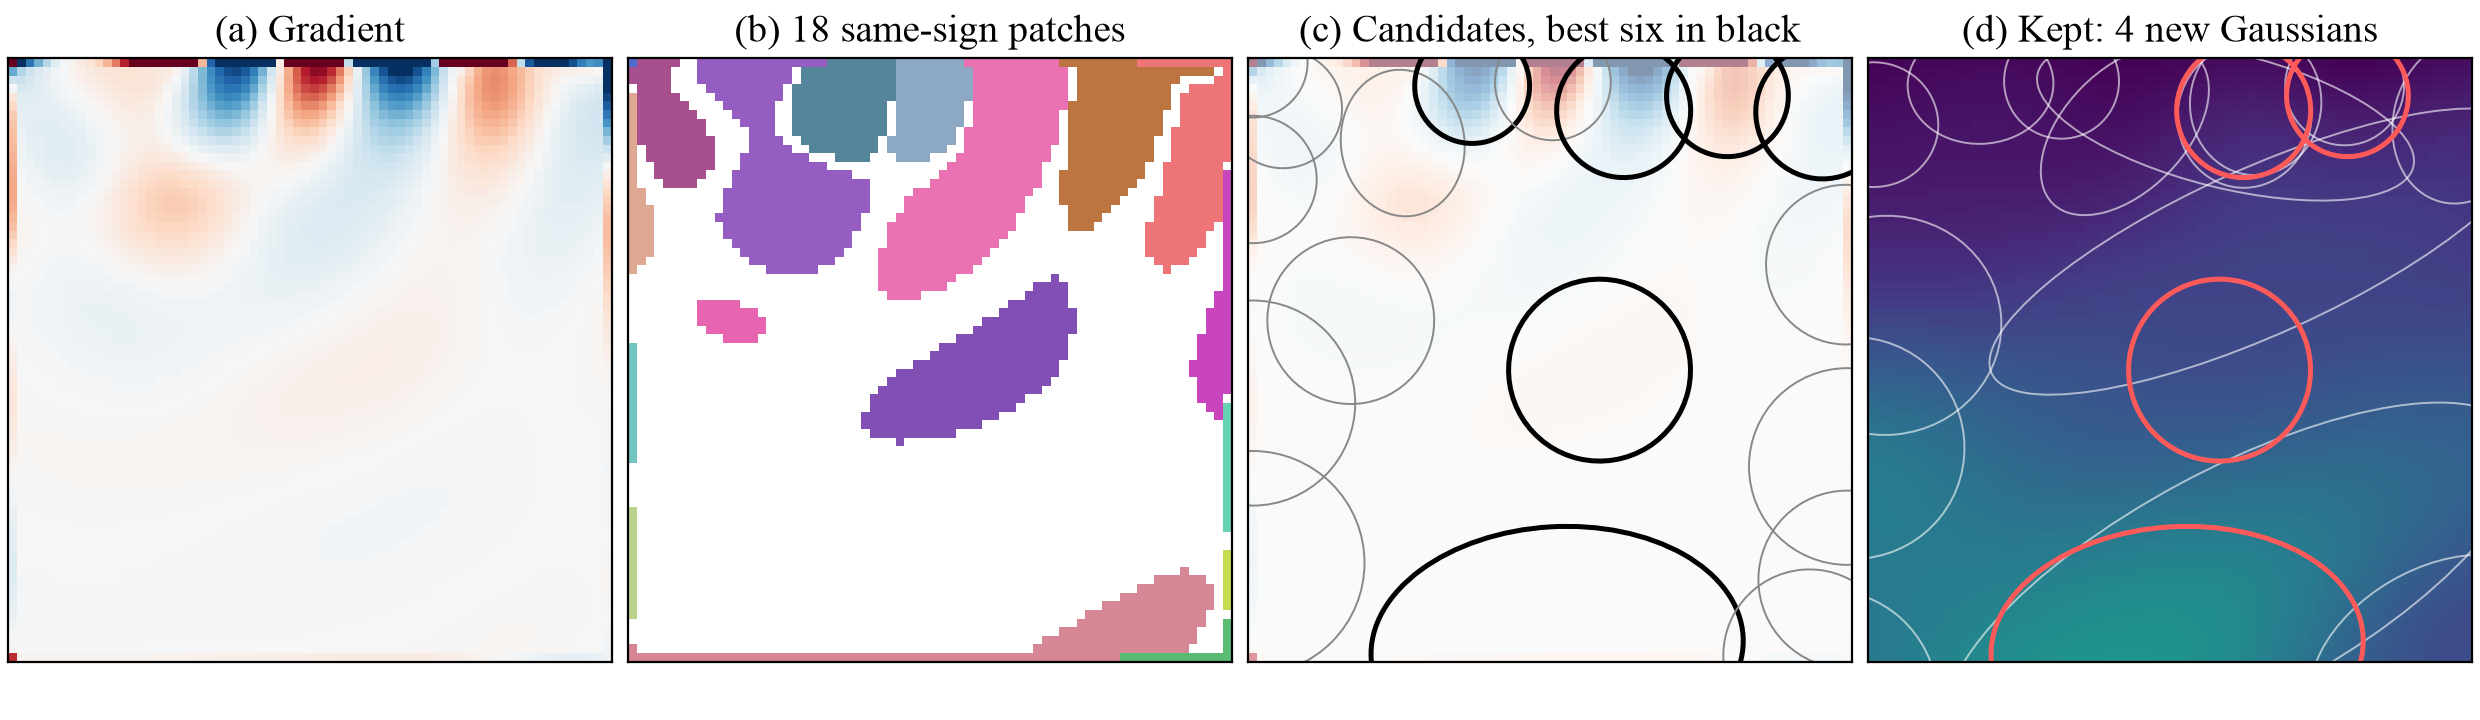 (a) Gradient
(b) 18 same-sign patches
(c) Candidates, best six in black
(d) Kept: 4 new Gaussians